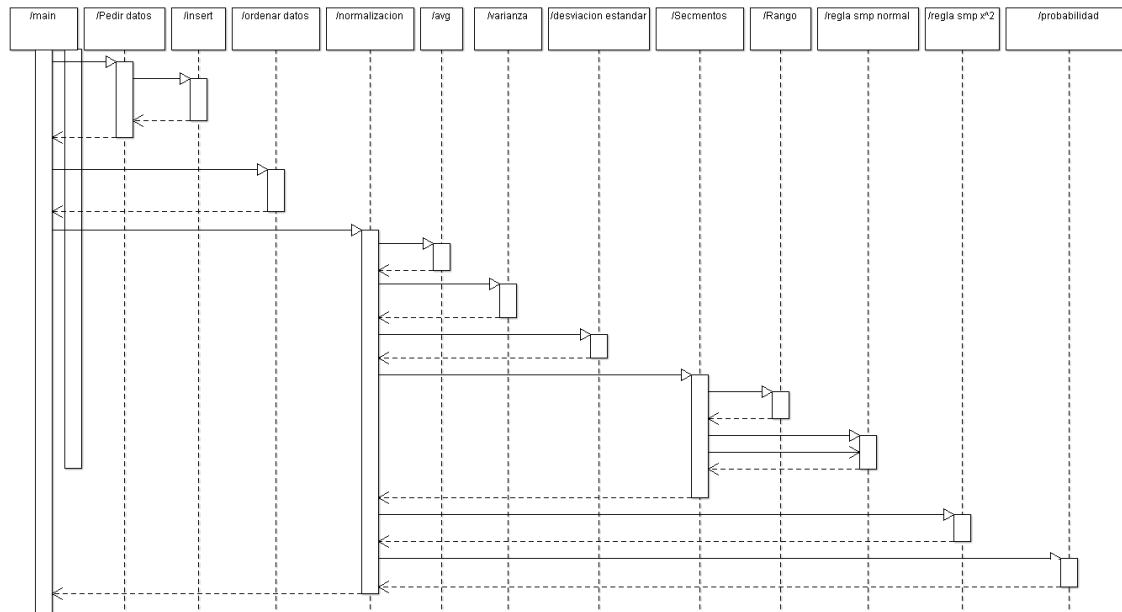 /main
/Pedir datos
/insert
/ordenar datos
/normalizacion
/avg
/varianza
/desviacion estandar
/Secmentos
/Rango
/regla smp normal
/regla smp x^2
/probabilidad